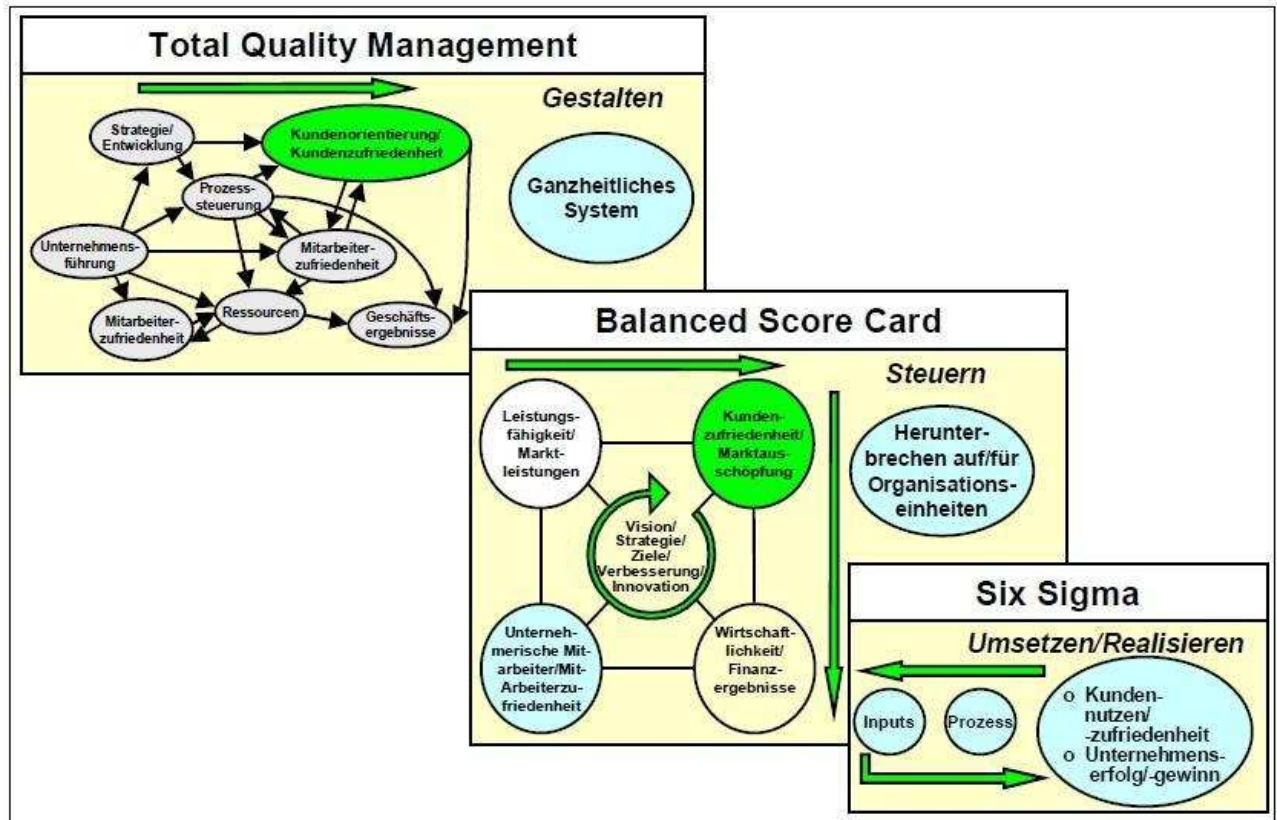 Total Quality Management
Gestalten
Strategie/
Entwicklung
Kundenorientierung/
Kundenzufriedenheit
Prozess-
steuerung
Ganzheitliches
System
Unternehmens-
führung
Mitarbeiter-
zufriedenheit
Mitarbeiter-
zufriedenheit
Ressourcen
Geschäfts-
ergebnisse
Balanced Score Card
Steuern
Leistungs-
fähigkeit/
Markt-
leistungen
Kunden-
zufriedenheit/
Marktaus-
schöpfung
Herunter-
brechen auf/für
Organisations-
einheiten
Vision/
Strategie/
Ziele/
Verbesserung/
Innovation
Unterneh-
merische Mit-
arbeiter/Mit-
Arbeiterzu-
friedenheit
Wirtschaft-
lichkeit/
Finanz-
ergebnisse
Six Sigma
Umsetzen/Realisieren
Inputs
Prozess
o Kunden-
nutzen/
-zufriedenheit
o Unternehmens-
erfolg/-gewinn